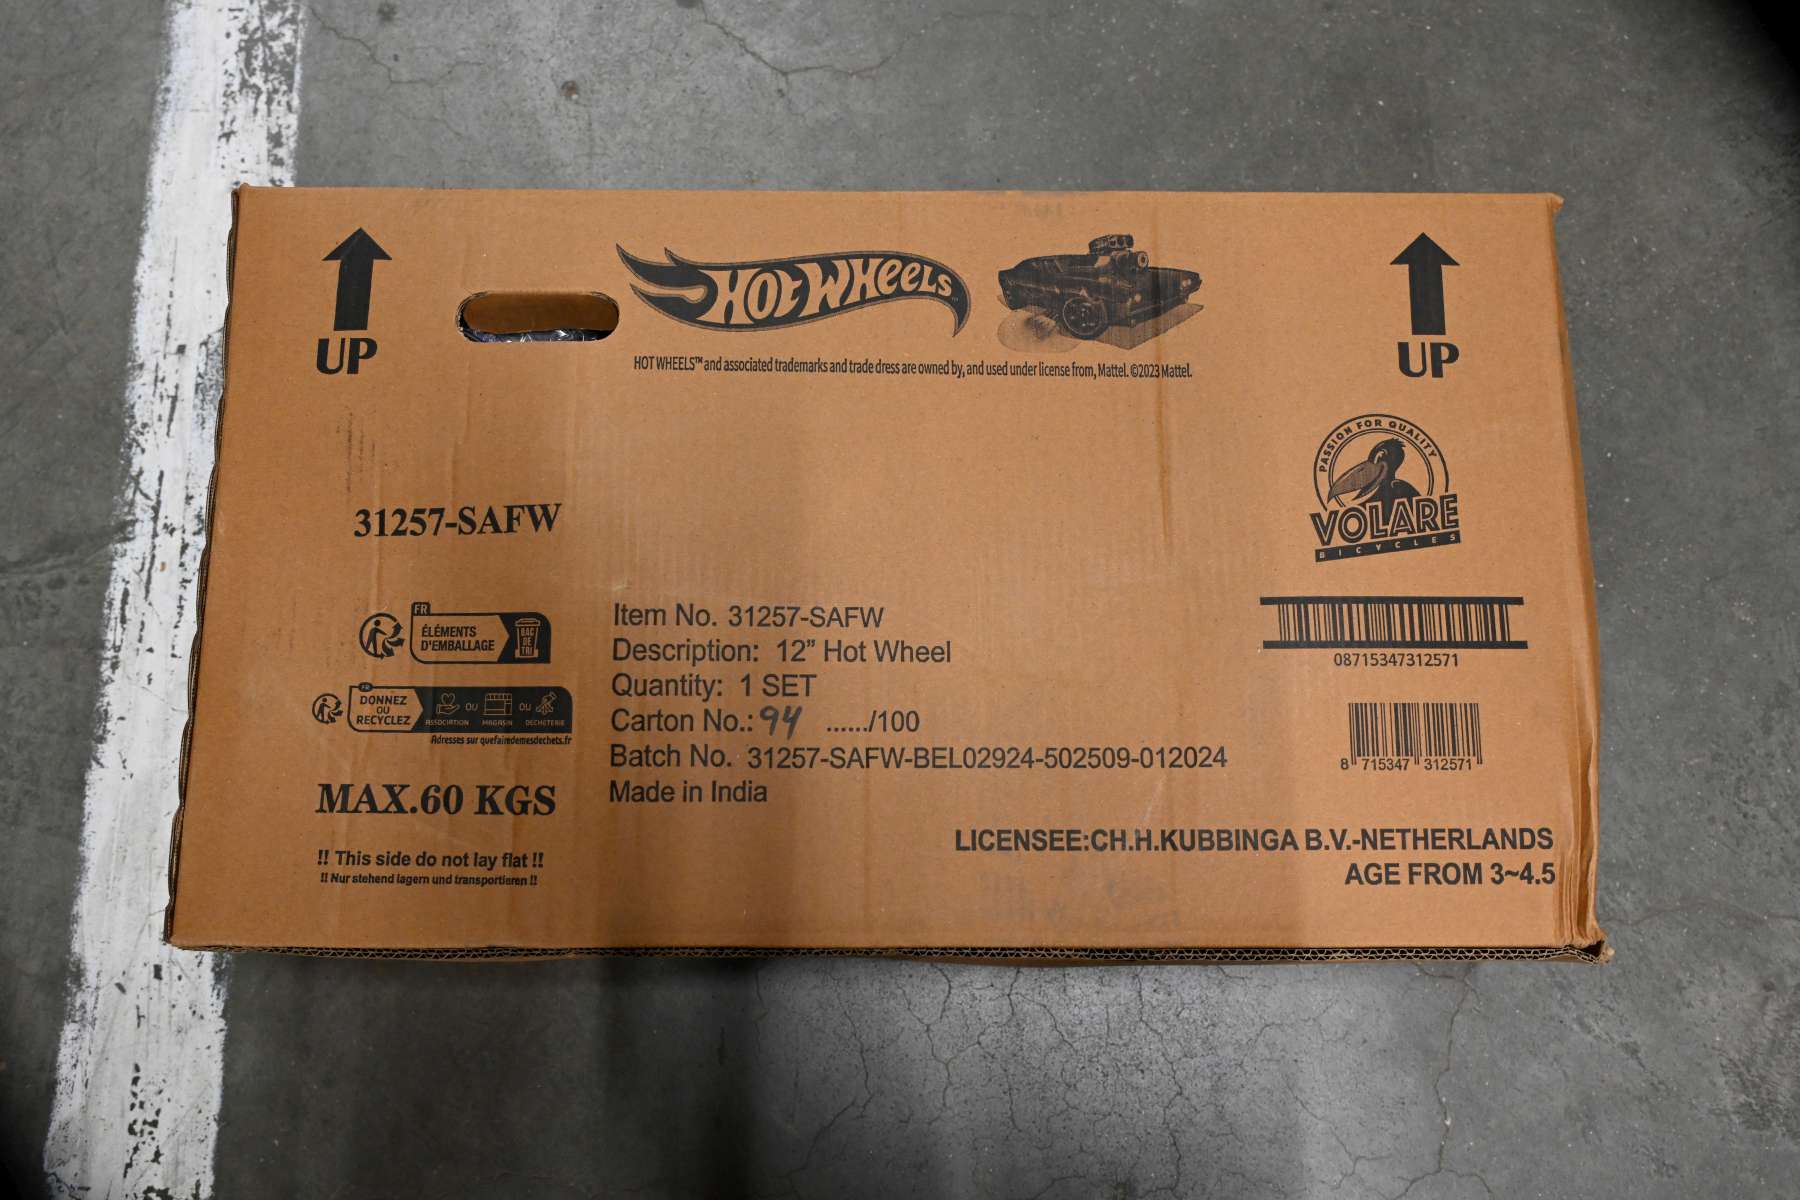 UP
HOT WHEELS™
HOT WHEELS™ and associated trademarks and trade dress are owned by, and used under license from, Mattel. ©2023 Mattel.
UP
PASSION FOR QUALITY
VOLARE
BICYCLES
31257-SAFW
FR
ÉLÉMENTS
D'EMBALLAGE
BAC
DE
TRI
FR
DONNEZ
OU
RECYCLEZ
ASSOCIATION OU MAGASIN OU DÉCHÈTERIE
Adresses sur quefairedemesdechets.fr
MAX.60 KGS
!! This side do not lay flat !!
!! Nur stehend lagern und transportieren !!
Item No. 31257-SAFW
Description: 12” Hot Wheel
Quantity: 1 SET
Carton No.: 94 ....../100
Batch No. 31257-SAFW-BEL02924-502509-012024
Made in India
08715347312571
8 715347 312571
LICENSEE:CH.H.KUBBINGA B.V.-NETHERLANDS
AGE FROM 3~4.5